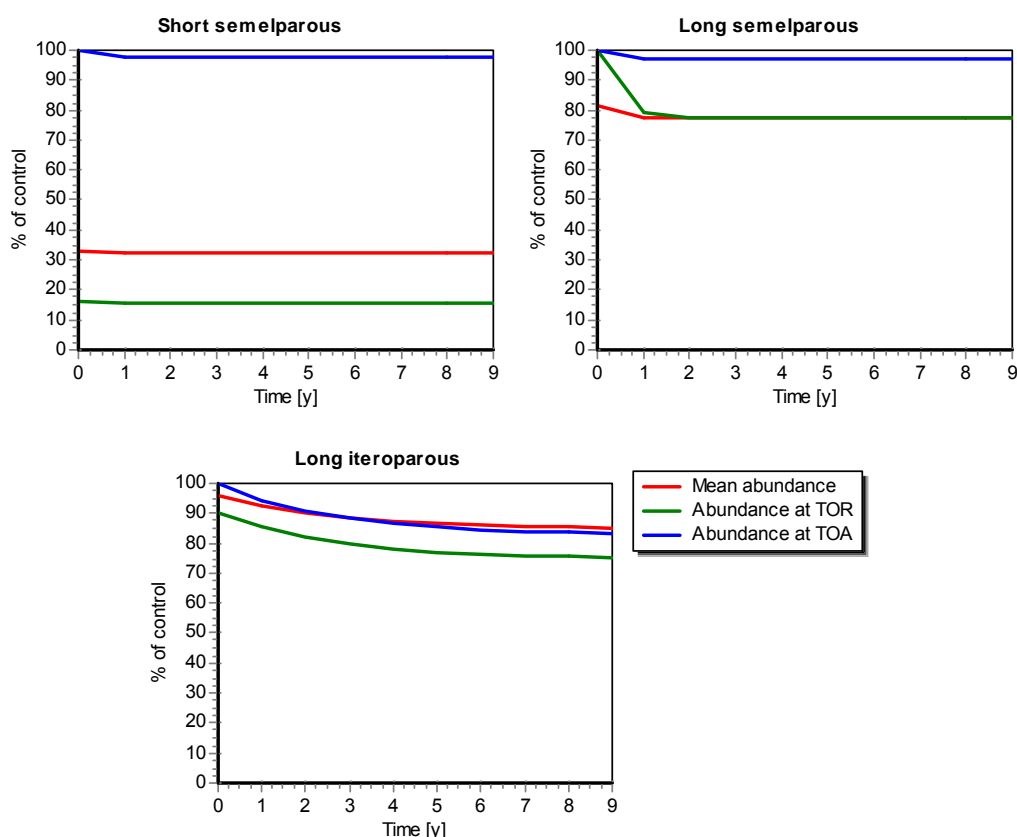 Short semelparous
100
90
80
70
60
50
40
30
20
10
0
% of control
0 1 2 3 4 5 6 7 8 9
Time [y]
Long semelparous
100
90
80
70
60
50
40
30
20
10
0
% of control
0 1 2 3 4 5 6 7 8 9
Time [y]
Long iteroparous
100
90
80
70
60
50
40
30
20
10
0
% of control
0 1 2 3 4 5 6 7 8 9
Time [y]
Mean abundance
Abundance at TOR
Abundance at TOA